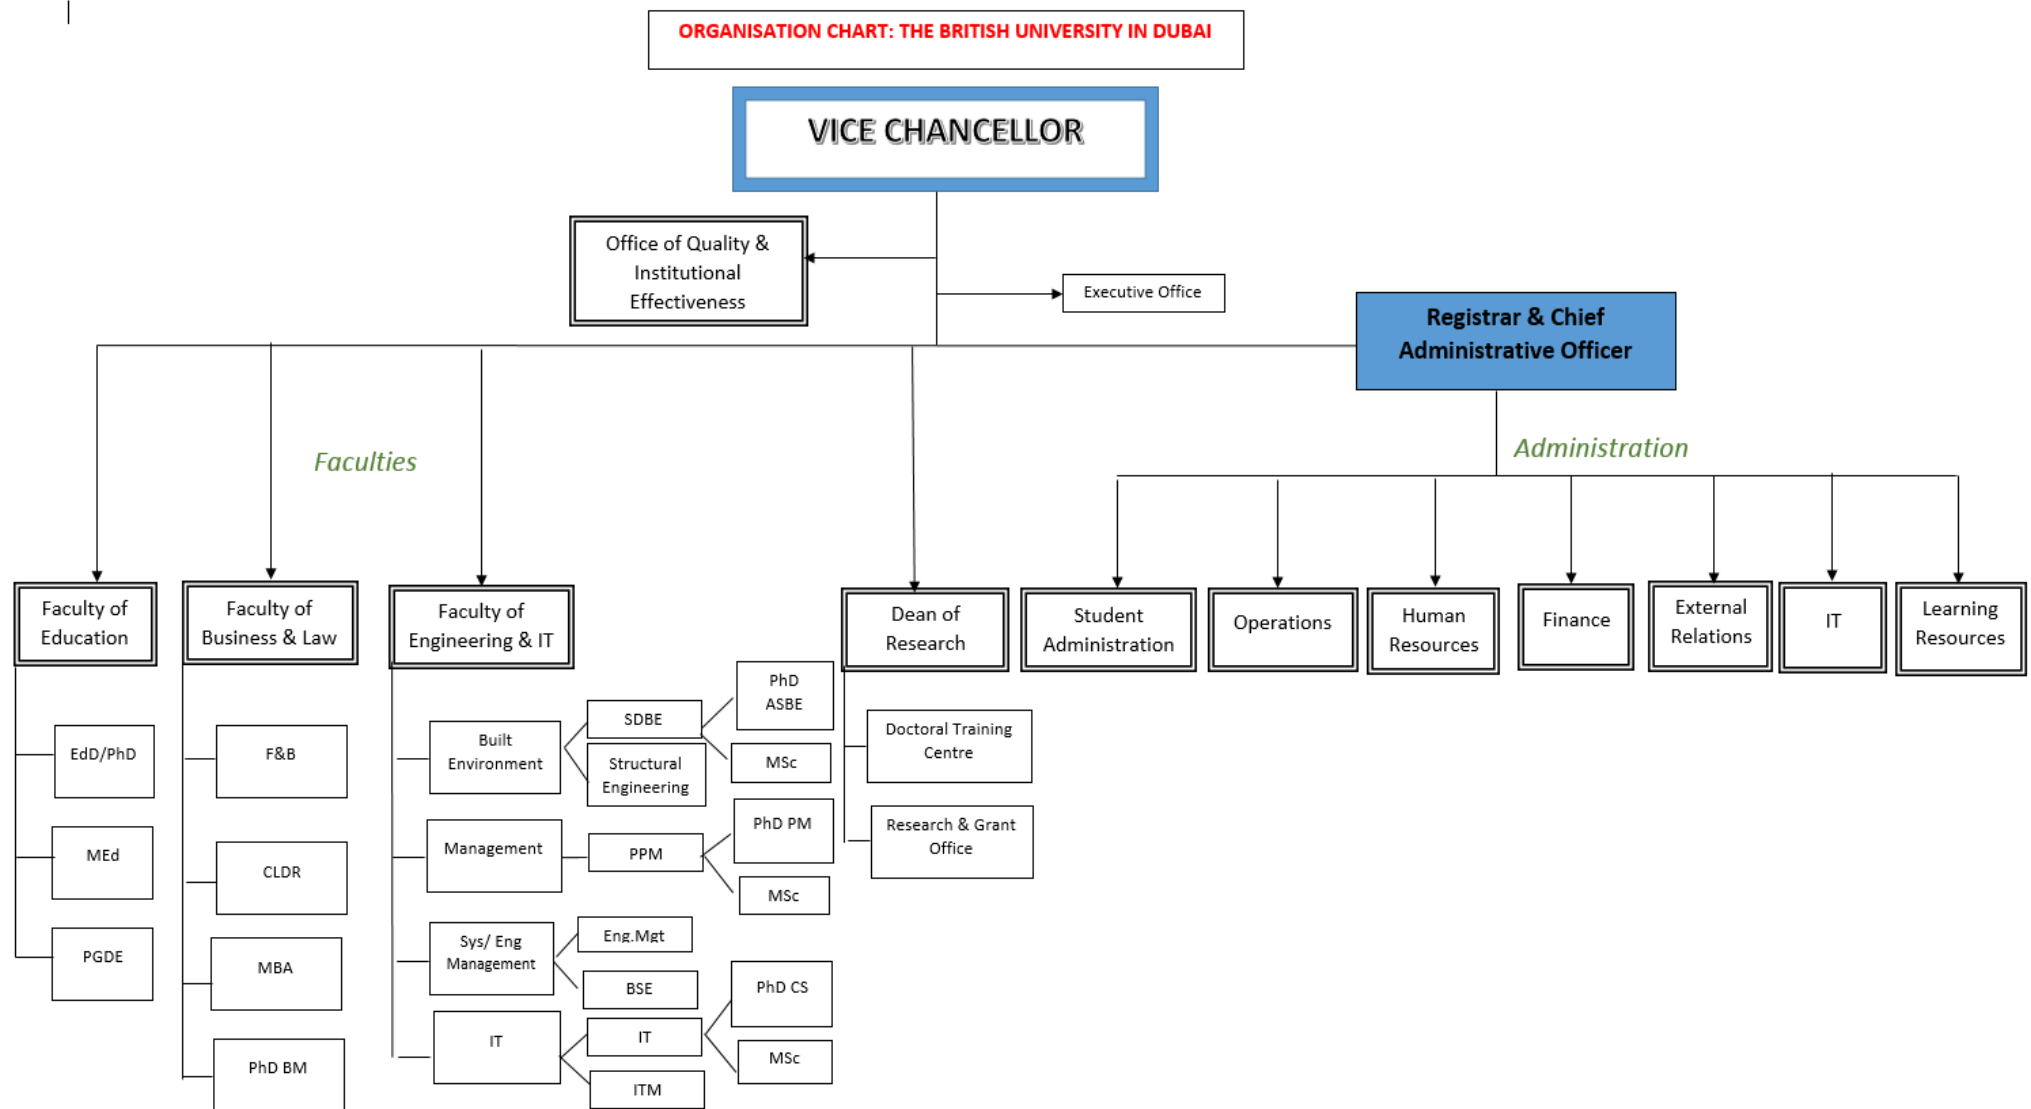 ORGANISATION CHART: THE BRITISH UNIVERSITY IN DUBAI
VICE CHANCELLOR
Office of Quality &
Institutional
Effectiveness
Executive Office
Registrar & Chief
Administrative Officer
Faculties
Administration
Faculty of
Education
Faculty of
Business & Law
Faculty of
Engineering & IT
Dean of
Research
Student
Administration
Operations
Human
Resources
Finance
External
Relations
IT
Learning
Resources
EdD/PhD
MEd
PGDE
F&B
CLDR
MBA
PhD BM
Built
Environment
SDBE
Structural
Engineering
PhD
ASBE
MSc
Management
PPM
PhD PM
MSc
Sys/ Eng
Management
Eng.Mgt
BSE
IT
IT
ITM
PhD CS
MSc
Doctoral Training
Centre
Research & Grant
Office